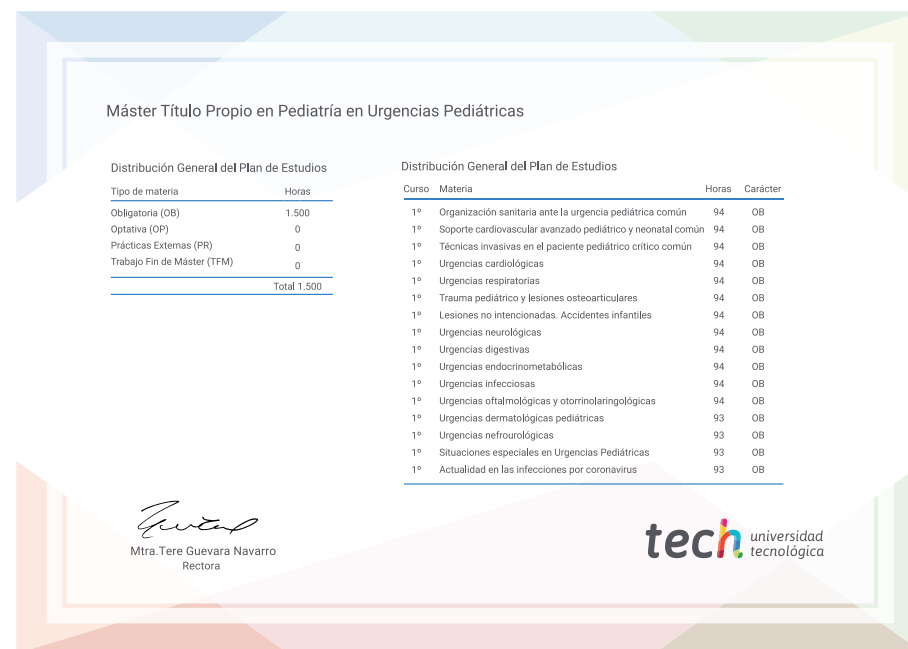 Máster Título Propio en Pediatría en Urgencias Pediátricas
Distribución General del Plan de Estudios
Tipo de materia Horas
Obligatoria (OB) 1.500
Optativa (OP) 0
Prácticas Externas (PR) 0
Trabajo Fin de Máster (TFM) 0
Total 1.500
Distribución General del Plan de Estudios
Curso Materia Horas Carácter
1º Organización sanitaria ante la urgencia pediátrica común 94 OB
1º Soporte cardiovascular avanzado pediátrico y neonatal común 94 OB
1º Técnicas invasivas en el paciente pediátrico crítico común 94 OB
1º Urgencias cardiológicas 94 OB
1º Urgencias respiratorias 94 OB
1º Trauma pediátrico y lesiones osteoarticulares 94 OB
1º Lesiones no intencionadas. Accidentes infantiles 94 OB
1º Urgencias neurológicas 94 OB
1º Urgencias digestivas 94 OB
1º Urgencias endocrinometabólicas 94 OB
1º Urgencias infecciosas 94 OB
1º Urgencias oftalmológicas y otorrinolaringológicas 94 OB
1º Urgencias dermatológicas pediátricas 93 OB
1º Urgencias nefrourológicas 93 OB
1º Situaciones especiales en Urgencias Pediátricas 93 OB
1º Actualidad en las infecciones por coronavirus 93 OB
Mtra.Tere Guevara Navarro
Rectora
tech universidad
tecnológica